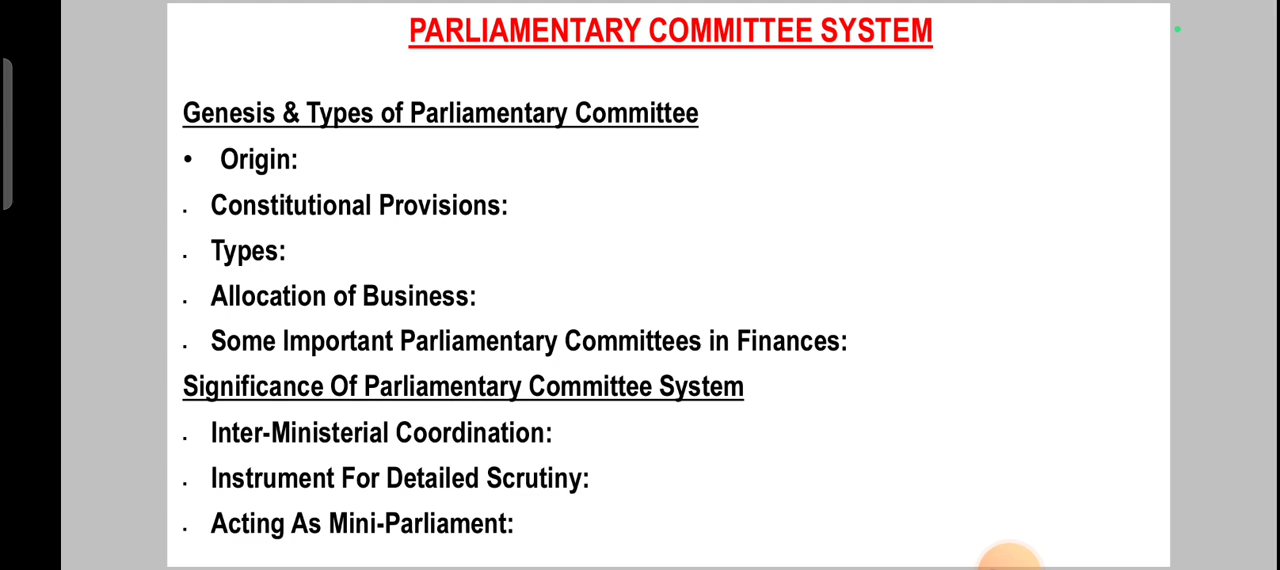 PARLIAMENTARY COMMITTEE SYSTEM
Genesis & Types of Parliamentary Committee
• Origin:
. Constitutional Provisions:
. Types:
. Allocation of Business:
. Some Important Parliamentary Committees in Finances:
Significance Of Parliamentary Committee System
. Inter-Ministerial Coordination:
. Instrument For Detailed Scrutiny:
. Acting As Mini-Parliament: